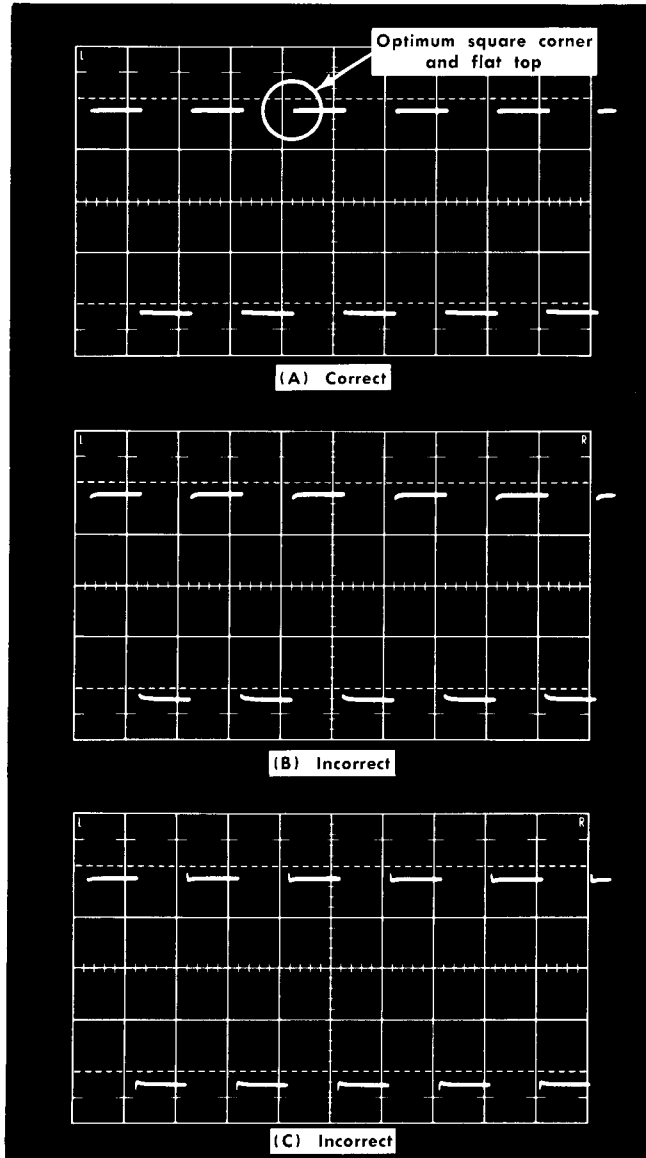 Optimum square corner
and flat top
L
(A) Correct
L R
(B) Incorrect
L R
(C) Incorrect